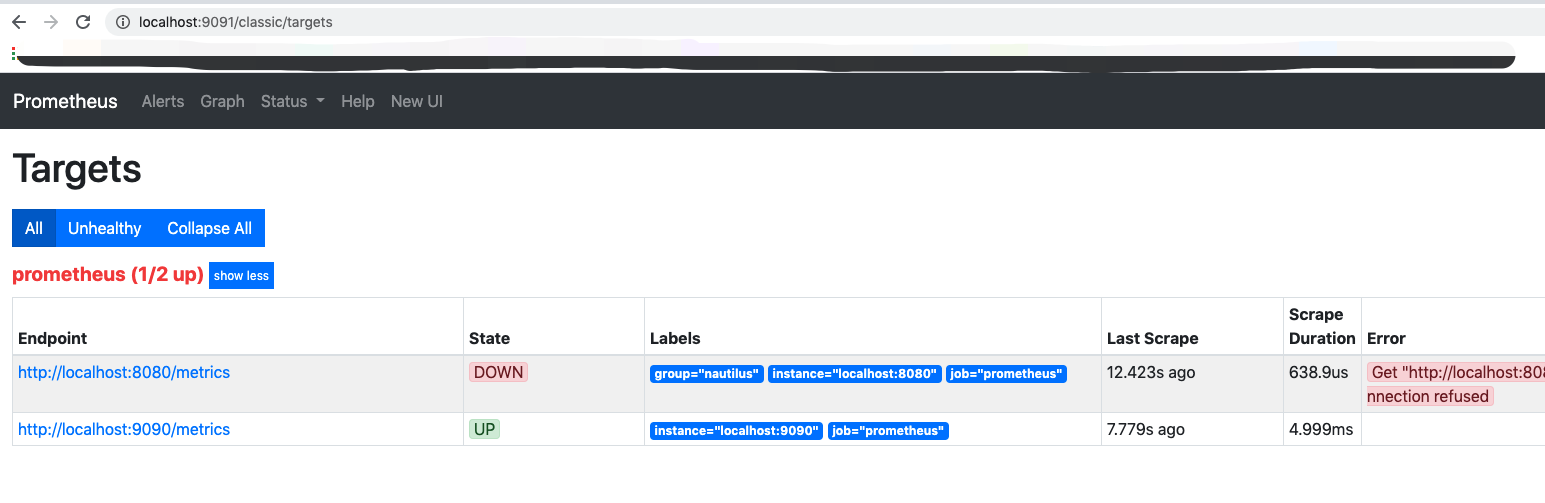 localhost:9091/classic/targets
Prometheus Alerts Graph Status Help New UI
Targets
All Unhealthy Collapse All
prometheus (1/2 up) show less
Endpoint State Labels Last Scrape Scrape Duration Error
http://localhost:8080/metrics DOWN group="nautilus" instance="localhost:8080" job="prometheus" 12.423s ago 638.9us Get "http://localhost:808
nnection refused
http://localhost:9090/metrics UP instance="localhost:9090" job="prometheus" 7.779s ago 4.999ms